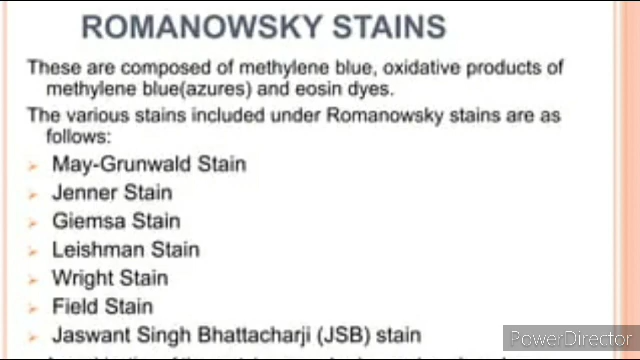 ROMANOWSKY STAINS
These are composed of methylene blue, oxidative products of
methylene blue(azures) and eosin dyes.
The various stains included under Romanowsky stains are as
follows:
May-Grunwald Stain
Jenner Stain
Giemsa Stain
Leishman Stain
Wright Stain
Field Stain
Jaswant Singh Bhattacharji (JSB) stain
PowerDirector